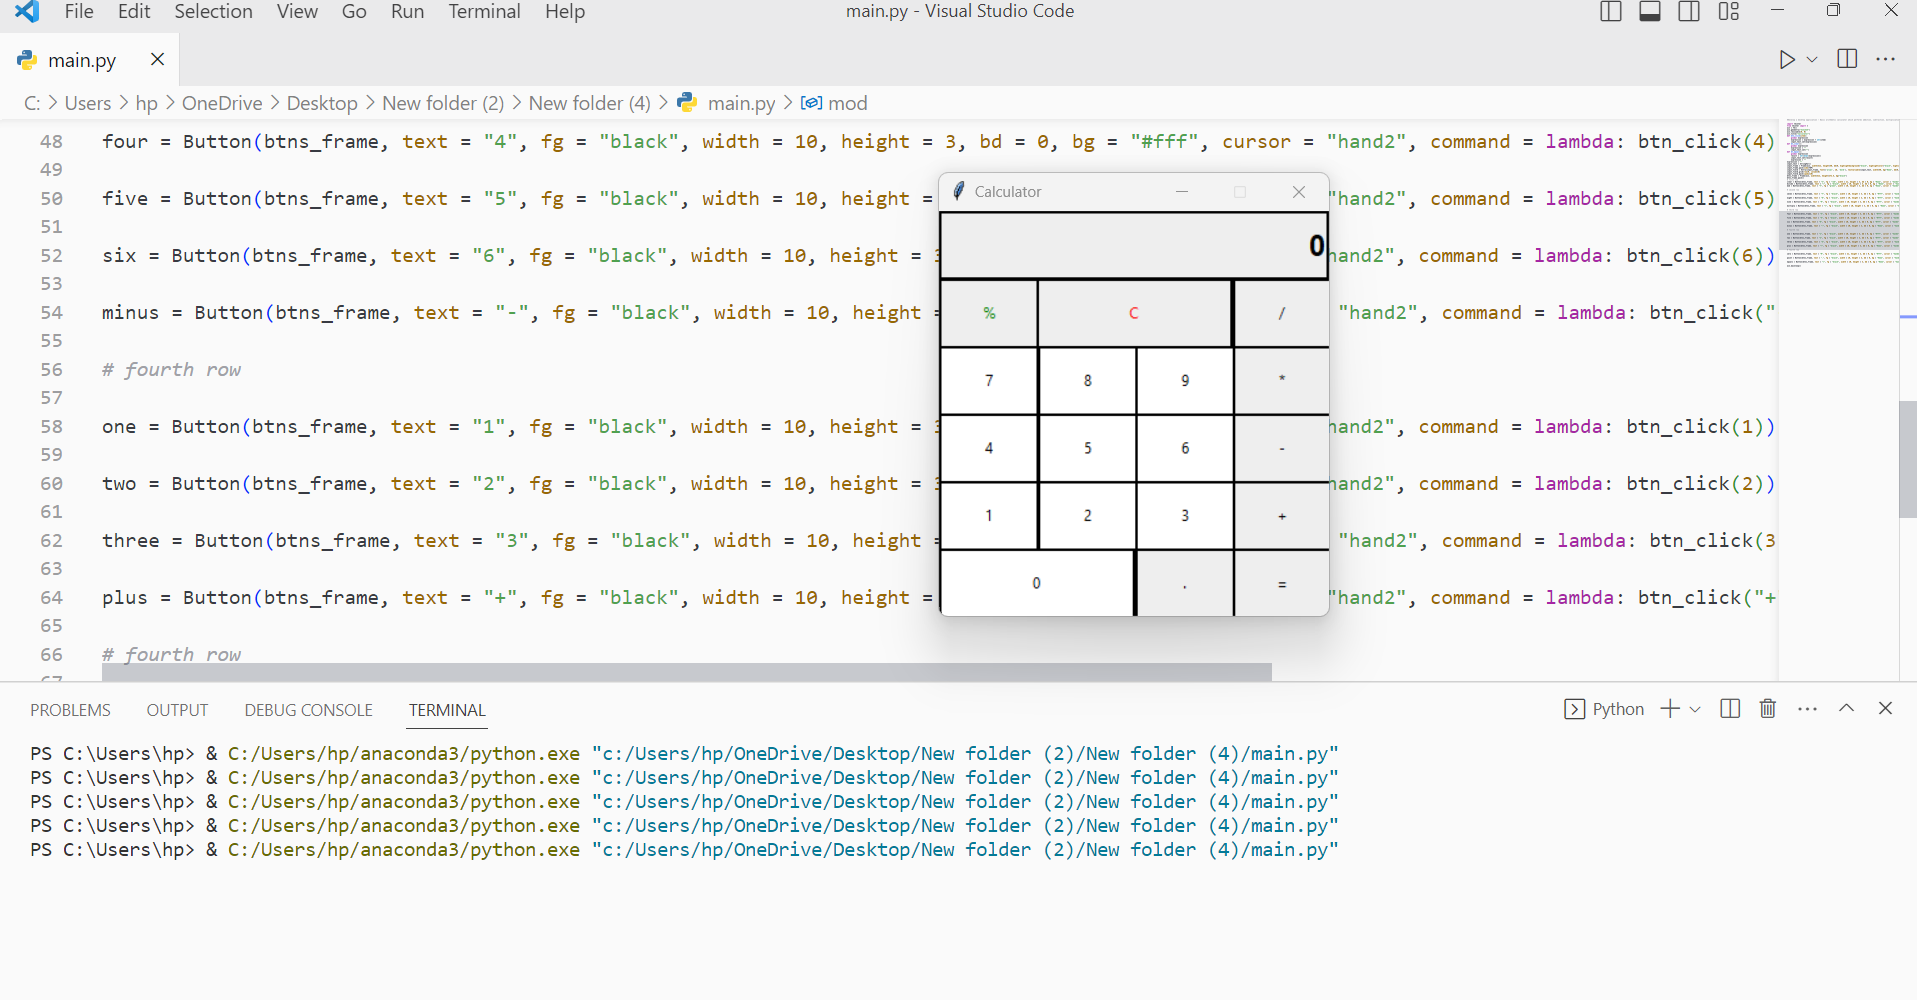 File Edit Selection View Go Run Terminal Help main.py - Visual Studio Code
main.py
C: > Users > hp > OneDrive > Desktop > New folder (2) > New folder (4) > main.py > mod
48 four = Button(btns_frame, text = "4", fg = "black", width = 10, height = 3, bd = 0, bg = "#fff", cursor = "hand2", command = lambda: btn_click(4)
49
50 five = Button(btns_frame, text = "5", fg = "black", width = 10, height = "hand2", command = lambda: btn_click(5)
51
52 six = Button(btns_frame, text = "6", fg = "black", width = 10, height = 3 hand2", command = lambda: btn_click(6))
53
54 minus = Button(btns_frame, text = "-", fg = "black", width = 10, height = "hand2", command = lambda: btn_click("
55
56 # fourth row
57
58 one = Button(btns_frame, text = "1", fg = "black", width = 10, height = 3 hand2", command = lambda: btn_click(1))
59
60 two = Button(btns_frame, text = "2", fg = "black", width = 10, height = 3 hand2", command = lambda: btn_click(2))
61
62 three = Button(btns_frame, text = "3", fg = "black", width = 10, height = "hand2", command = lambda: btn_click(3
63
64 plus = Button(btns_frame, text = "+", fg = "black", width = 10, height = "hand2", command = lambda: btn_click("+
65
66 # fourth row
67
Calculator
0
% C /
7 8 9 *
4 5 6 -
1 2 3 +
0 . =
PROBLEMS OUTPUT DEBUG CONSOLE TERMINAL Python
PS C:\Users\hp> & C:/Users/hp/anaconda3/python.exe "c:/Users/hp/OneDrive/Desktop/New folder (2)/New folder (4)/main.py"
PS C:\Users\hp> & C:/Users/hp/anaconda3/python.exe "c:/Users/hp/OneDrive/Desktop/New folder (2)/New folder (4)/main.py"
PS C:\Users\hp> & C:/Users/hp/anaconda3/python.exe "c:/Users/hp/OneDrive/Desktop/New folder (2)/New folder (4)/main.py"
PS C:\Users\hp> & C:/Users/hp/anaconda3/python.exe "c:/Users/hp/OneDrive/Desktop/New folder (2)/New folder (4)/main.py"
PS C:\Users\hp> & C:/Users/hp/anaconda3/python.exe "c:/Users/hp/OneDrive/Desktop/New folder (2)/New folder (4)/main.py"